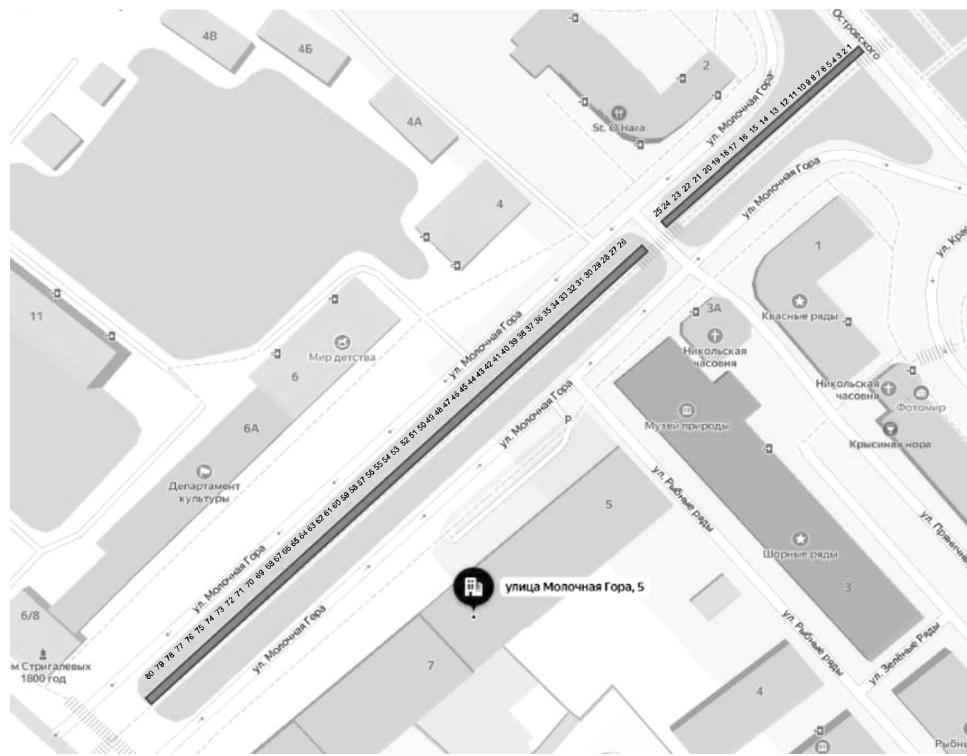 Островского
4В
4Б
4А
4
2
St. O'Hara
ул. Молочная Гора
1 2 3 4 5 6 7 8 9 10 11 12 13 14 15 16 17 18 19 20 21 22 23 24 25
ул. Молочная Гора
ул. Крас
1
Квасные ряды
3А
Никольская
часовня
26 27 28 29 30 31 32 33 34 35 36 37 38 39 40 41 42 43 44 45 46 47 48 49 50 51 52 53 54 55 56 57 58 59 60 61 62 63 64 65 66 67 68 69 70 71 72 73 74 75 76 77 78 79 80
11
Мир детства
6
ул. Молочная Гора
6А
Департамент
культуры
Никольская
часовня
Фотомир
Крысиная нора
Музей природы
ул. Молочная Гора
P
5
ул. Рыбные ряды
ул. Пряничн
Шорные ряды
3
ул. Молочная Гора
улица Молочная Гора, 5
6/8
м Стригалевых
1800 год
ул. Молочная Гора
7
ул. Рыбные ряды
ул. Зелёные Ряды
4
Рыбны